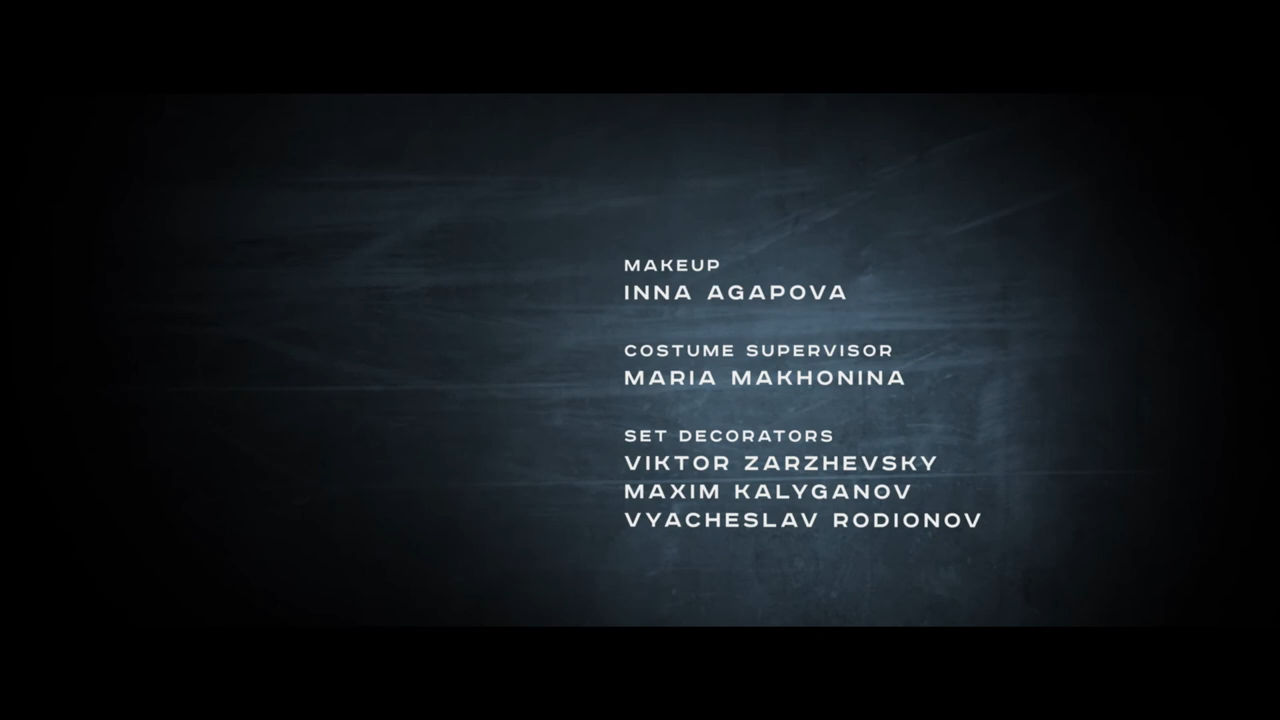 MAKEUP
INNA AGAPOVA
COSTUME SUPERVISOR
MARIA MAKHONINA
SET DECORATORS
VIKTOR ZARZHEVSKY
MAXIM KALYGANOV
VYACHESLAV RODIONOV